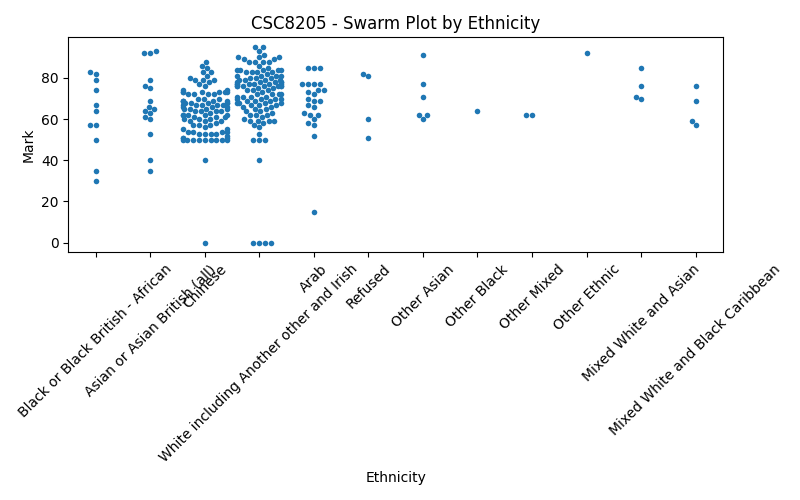 CSC8205 - Swarm Plot by Ethnicity
Mark
80
60
40
20
0
Black or Black British - African
Asian or Asian British (all)
Chinese
White including Another other and Irish
Arab
Refused
Other Asian
Other Black
Other Mixed
Other Ethnic
Mixed White and Asian
Mixed White and Black Caribbean
Ethnicity